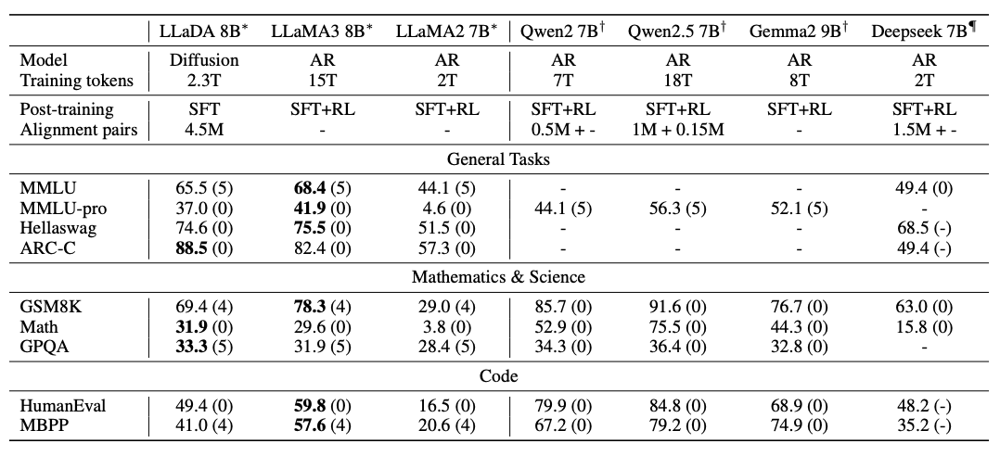 LLaDA 8B* LLaMA3 8B* LLaMA2 7B* Qwen2 7B† Qwen2.5 7B† Gemma2 9B† Deepseek 7B¶
Model Diffusion AR AR AR AR AR AR
Training tokens 2.3T 15T 2T 7T 18T 8T 2T
Post-training SFT SFT+RL SFT+RL SFT+RL SFT+RL SFT+RL SFT+RL
Alignment pairs 4.5M - - 0.5M + - 1M + 0.15M - 1.5M + -
General Tasks
MMLU 65.5 (5) 68.4 (5) 44.1 (5) - - - 49.4 (0)
MMLU-pro 37.0 (0) 41.9 (0) 4.6 (0) 44.1 (5) 56.3 (5) 52.1 (5) -
Hellaswag 74.6 (0) 75.5 (0) 51.5 (0) - - - 68.5 (-)
ARC-C 88.5 (0) 82.4 (0) 57.3 (0) - - - 49.4 (-)
Mathematics & Science
GSM8K 69.4 (4) 78.3 (4) 29.0 (4) 85.7 (0) 91.6 (0) 76.7 (0) 63.0 (0)
Math 31.9 (0) 29.6 (0) 3.8 (0) 52.9 (0) 75.5 (0) 44.3 (0) 15.8 (0)
GPQA 33.3 (5) 31.9 (5) 28.4 (5) 34.3 (0) 36.4 (0) 32.8 (0) -
Code
HumanEval 49.4 (0) 59.8 (0) 16.5 (0) 79.9 (0) 84.8 (0) 68.9 (0) 48.2 (-)
MBPP 41.0 (4) 57.6 (4) 20.6 (4) 67.2 (0) 79.2 (0) 74.9 (0) 35.2 (-)